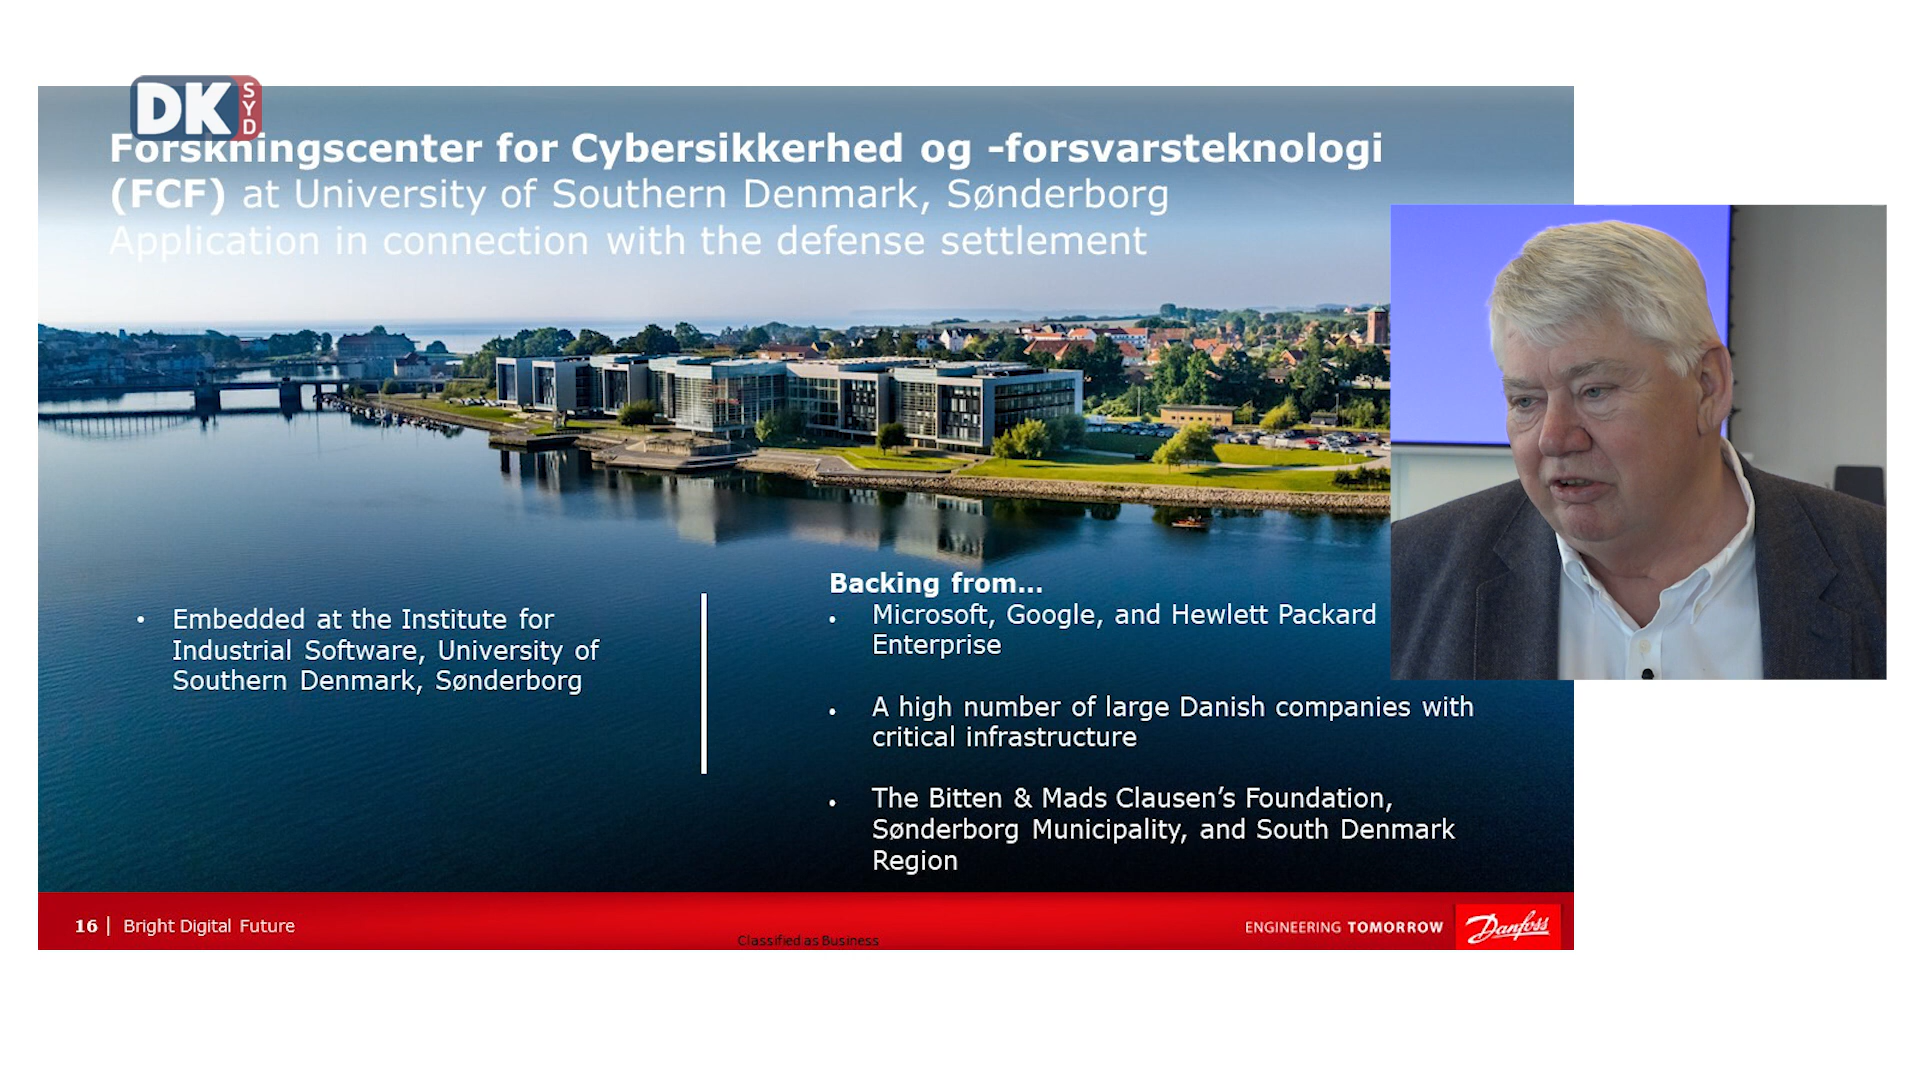 DK SYD
Forskningscenter for Cybersikkerhed og -forsvarsteknologi
(FCF) at University of Southern Denmark, Sønderborg
Application in connection with the defense settlement
• Embedded at the Institute for
Industrial Software, University of
Southern Denmark, Sønderborg
Backing from...
• Microsoft, Google, and Hewlett Packard
Enterprise
• A high number of large Danish companies with
critical infrastructure
• The Bitten & Mads Clausen’s Foundation,
Sønderborg Municipality, and South Denmark
Region
16 | Bright Digital Future
Classified as Business
ENGINEERING TOMORROW
Danfoss